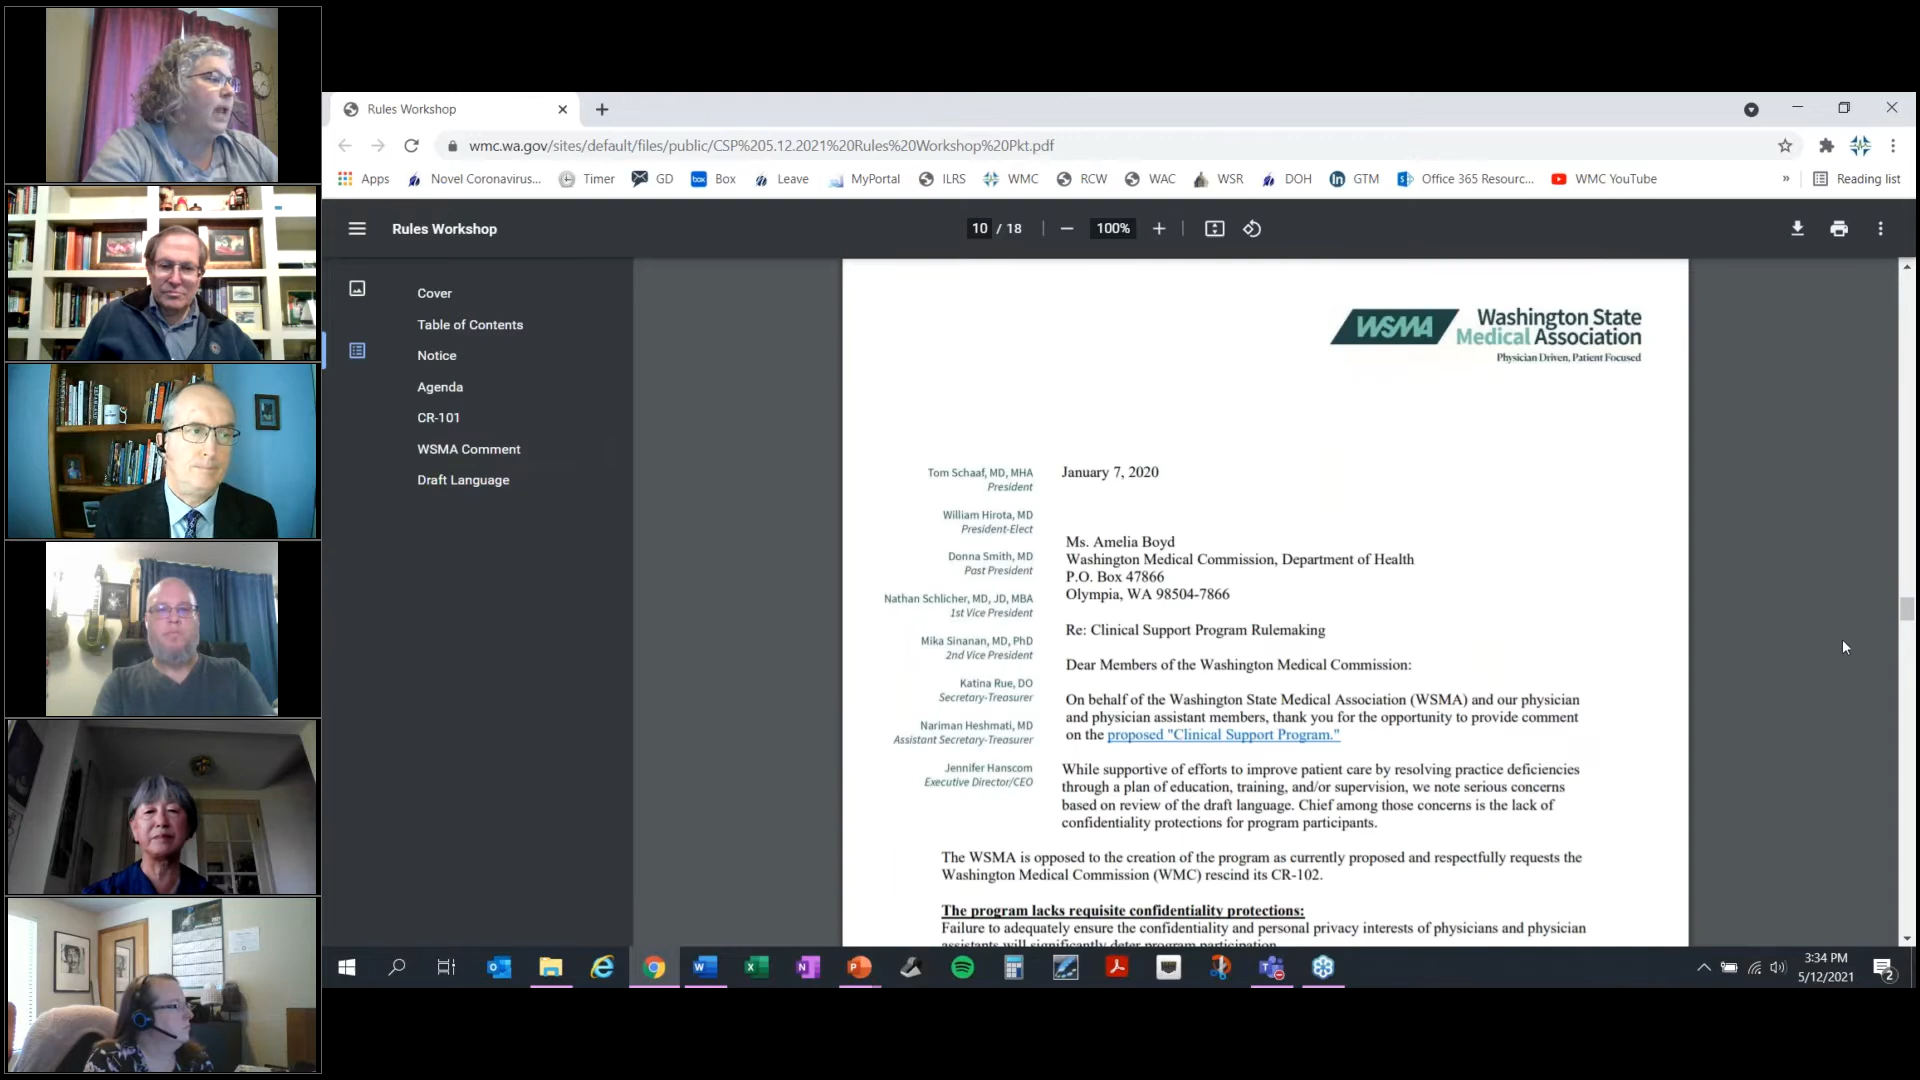 Rules Workshop
wmc.wa.gov/sites/default/files/public/CSP%205.12.2021%20Rules%20Workshop%20Pkt.pdf
Apps
Novel Coronavirus...
Timer
GD
Box
Leave
MyPortal
ILRS
WMC
RCW
WAC
WSR
DOH
GTM
Office 365 Resourc...
WMC YouTube
»
Reading list
Rules Workshop
10 / 18
100%
Cover
Table of Contents
Notice
Agenda
CR-101
WSMA Comment
Draft Language
WSMA
Washington State
Medical Association
Physician Driven, Patient Focused
Tom Schaaf, MD, MHA
President
William Hirota, MD
President-Elect
Donna Smith, MD
Past President
Nathan Schlicher, MD, JD, MBA
1st Vice President
Mika Sinanan, MD, PhD
2nd Vice President
Katina Rue, DO
Secretary-Treasurer
Nariman Heshmati, MD
Assistant Secretary-Treasurer
Jennifer Hanscom
Executive Director/CEO
January 7, 2020
Ms. Amelia Boyd
Washington Medical Commission, Department of Health
P.O. Box 47866
Olympia, WA 98504-7866
Re: Clinical Support Program Rulemaking
Dear Members of the Washington Medical Commission:
On behalf of the Washington State Medical Association (WSMA) and our physician
and physician assistant members, thank you for the opportunity to provide comment
on the proposed "Clinical Support Program."
While supportive of efforts to improve patient care by resolving practice deficiencies
through a plan of education, training, and/or supervision, we note serious concerns
based on review of the draft language. Chief among those concerns is the lack of
confidentiality protections for program participants.
The WSMA is opposed to the creation of the program as currently proposed and respectfully requests the
Washington Medical Commission (WMC) rescind its CR-102.
The program lacks requisite confidentiality protections:
Failure to adequately ensure the confidentiality and personal privacy interests of physicians and physician
assistants will significantly deter program participation.
3:34 PM
5/12/2021
2